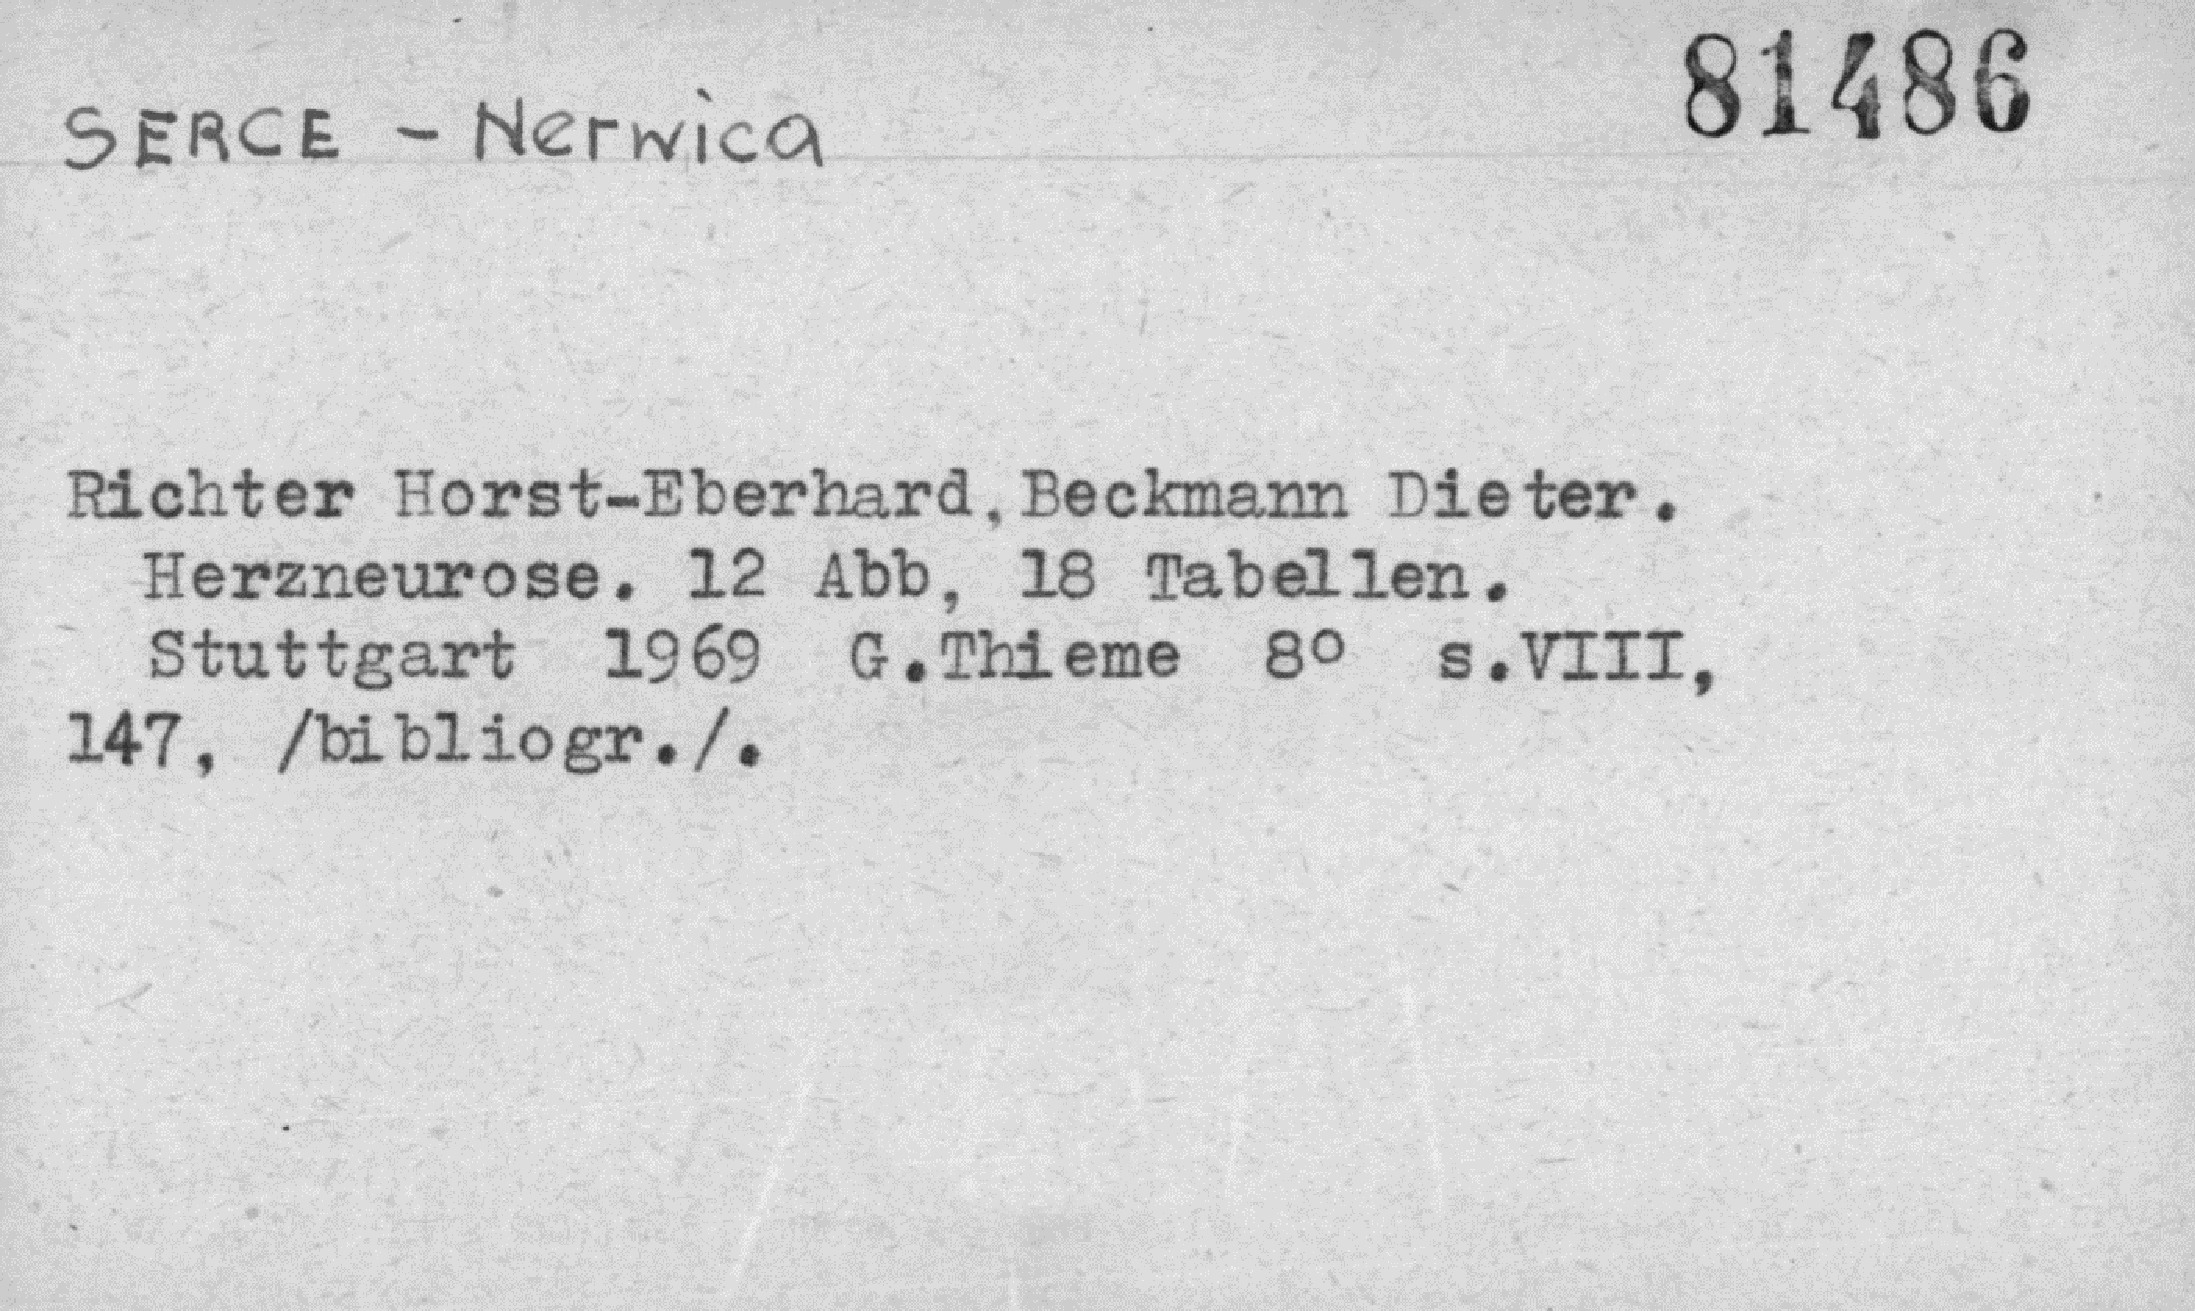 81486
SERCE - Nerwica
Richter Horst-Eberhard, Beckmann Dieter.
Herzneurose. 12 Abb, 18 Tabellen.
Stuttgart 1969 G.Thieme 8° s.VIII,
147, /bibliogr./.